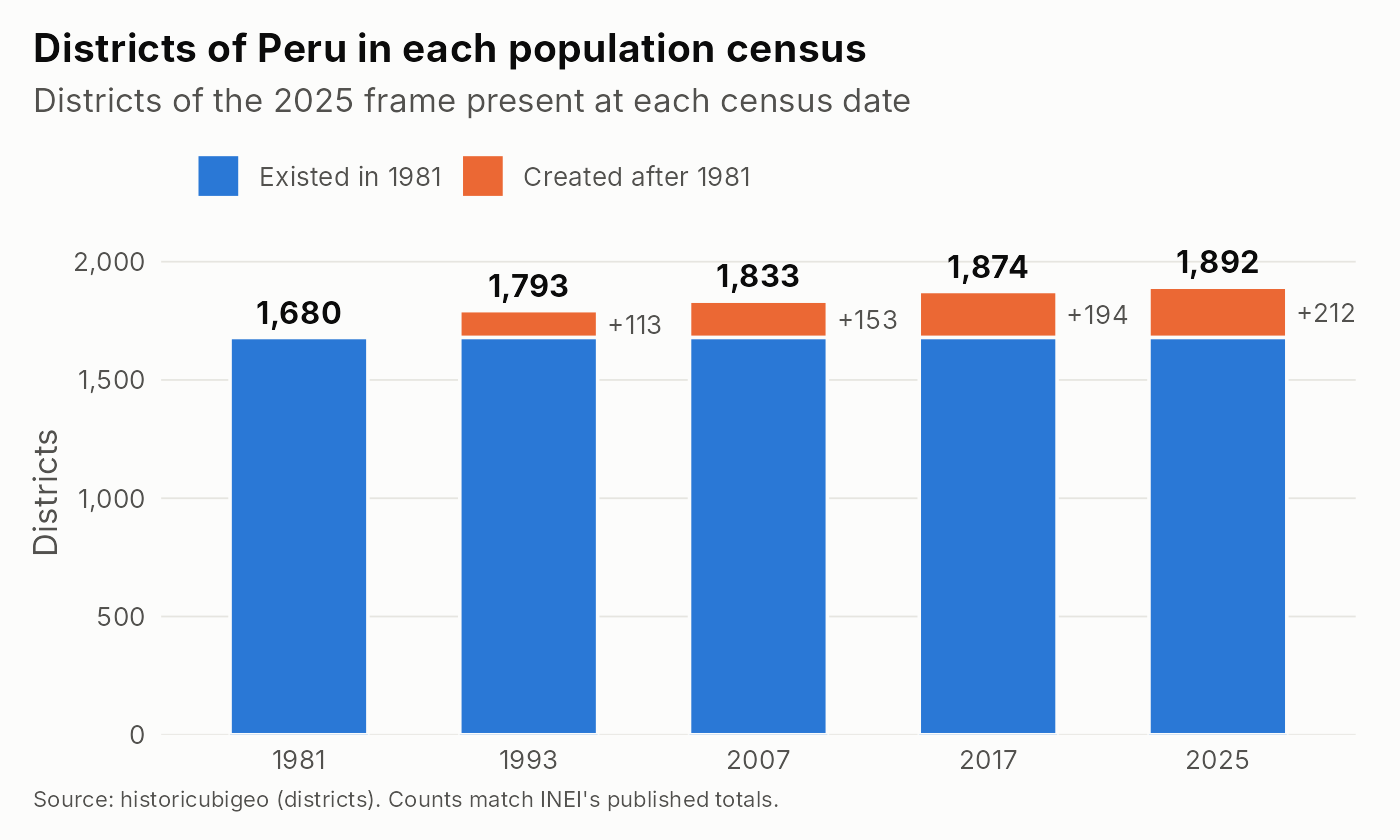 Districts of Peru in each population census
Districts of the 2025 frame present at each census date
Existed in 1981 Created after 1981
2,000
1,500
1,000
500
0
Districts
1,680
1,793
+113
1,833
+153
1,874
+194
1,892
+212
1981 1993 2007 2017 2025
Source: historicubigeo (districts). Counts match INEI's published totals.